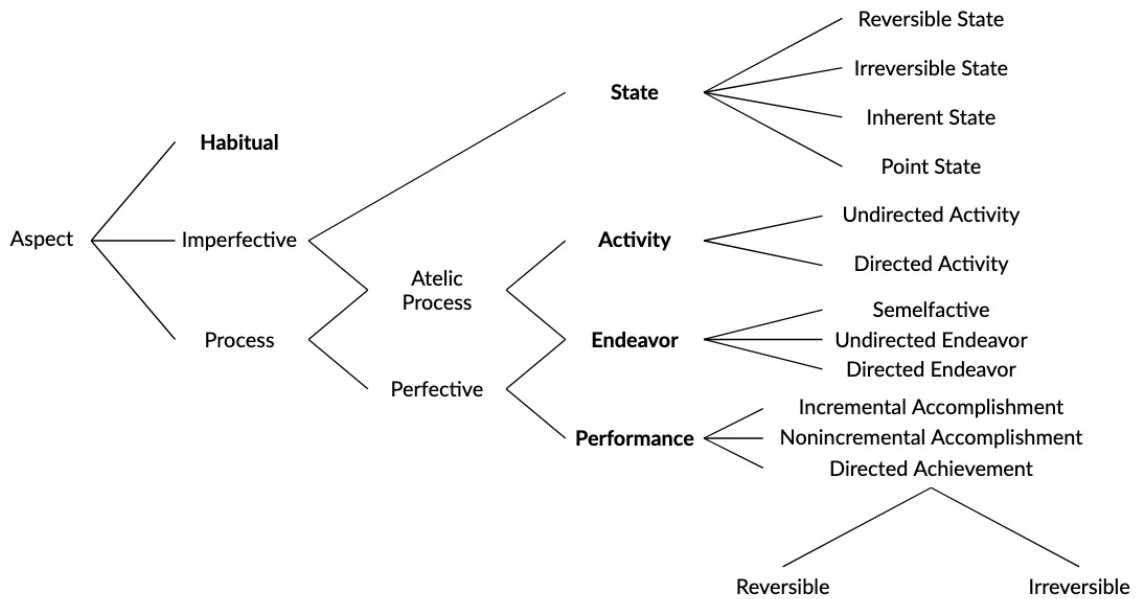 Reversible State
Irreversible State
State
Inherent State
Habitual
Point State
Undirected Activity
Aspect
Imperfective
Activity
Directed Activity
Atelic
Process
Semelfactive
Process
Endeavor
Undirected Endeavor
Directed Endeavor
Perfective
Incremental Accomplishment
Performance
Nonincremental Accomplishment
Directed Achievement
Reversible
Irreversible